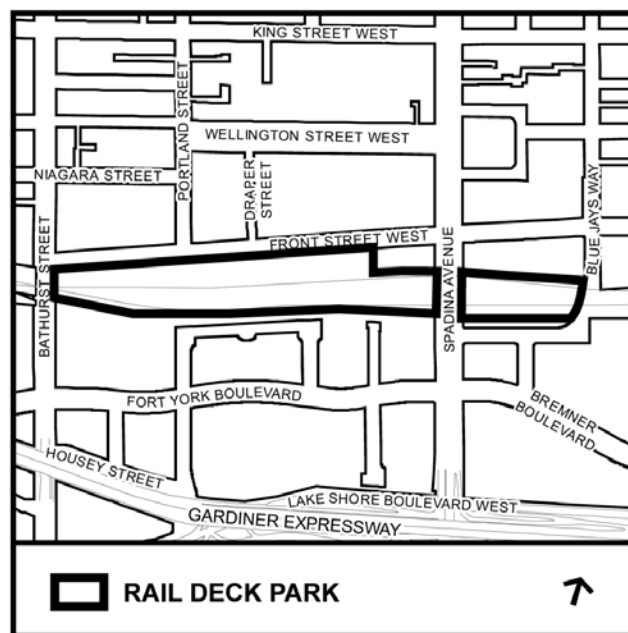 KING STREET WEST
PORTLAND STREET
WELLINGTON STREET WEST
NIAGARA STREET
DRAPER
STREET
BLUE JAYS WAY
FRONT STREET WEST
BATHURST STREET
SPADINA AVENUE
FORT YORK BOULEVARD
BREMNER
BOULEVARD
HOUSEY STREET
LAKE SHORE BOULEVARD WEST
GARDINER EXPRESSWAY
RAIL DECK PARK